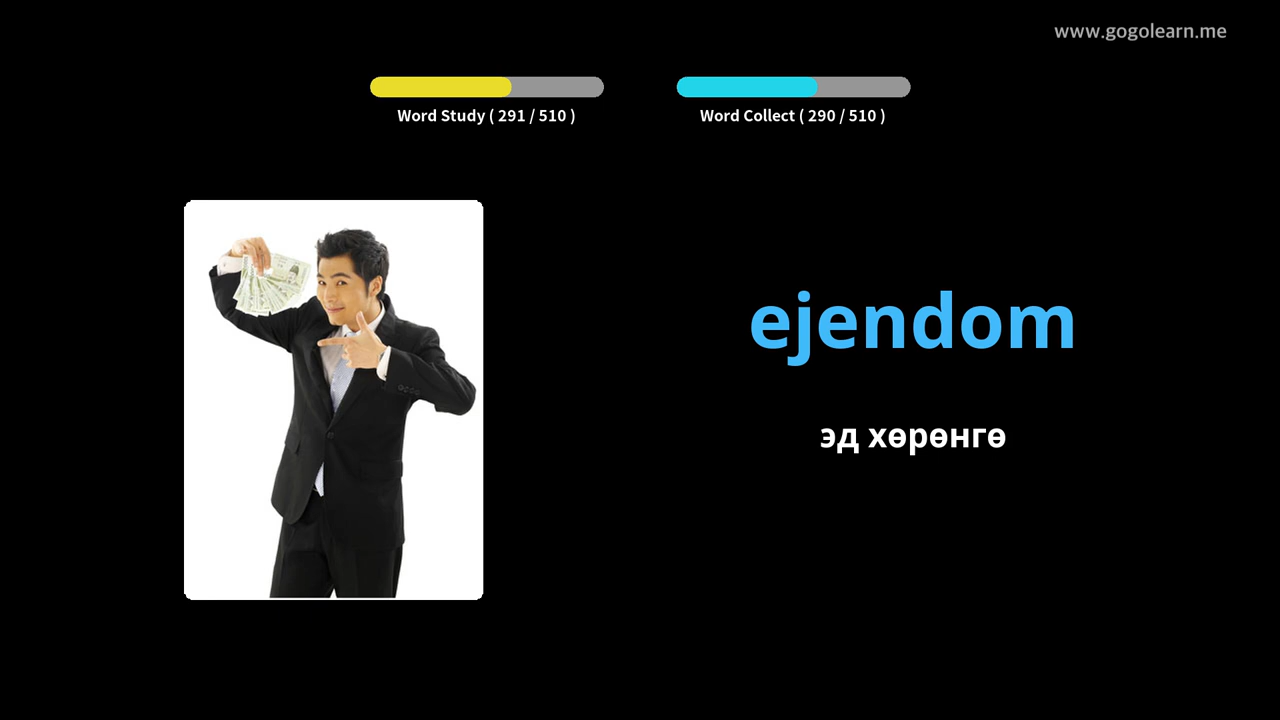 www.gogolearn.me
Word Study ( 291 / 510 )
Word Collect ( 290 / 510 )
ejendom
эд хөрөнгө